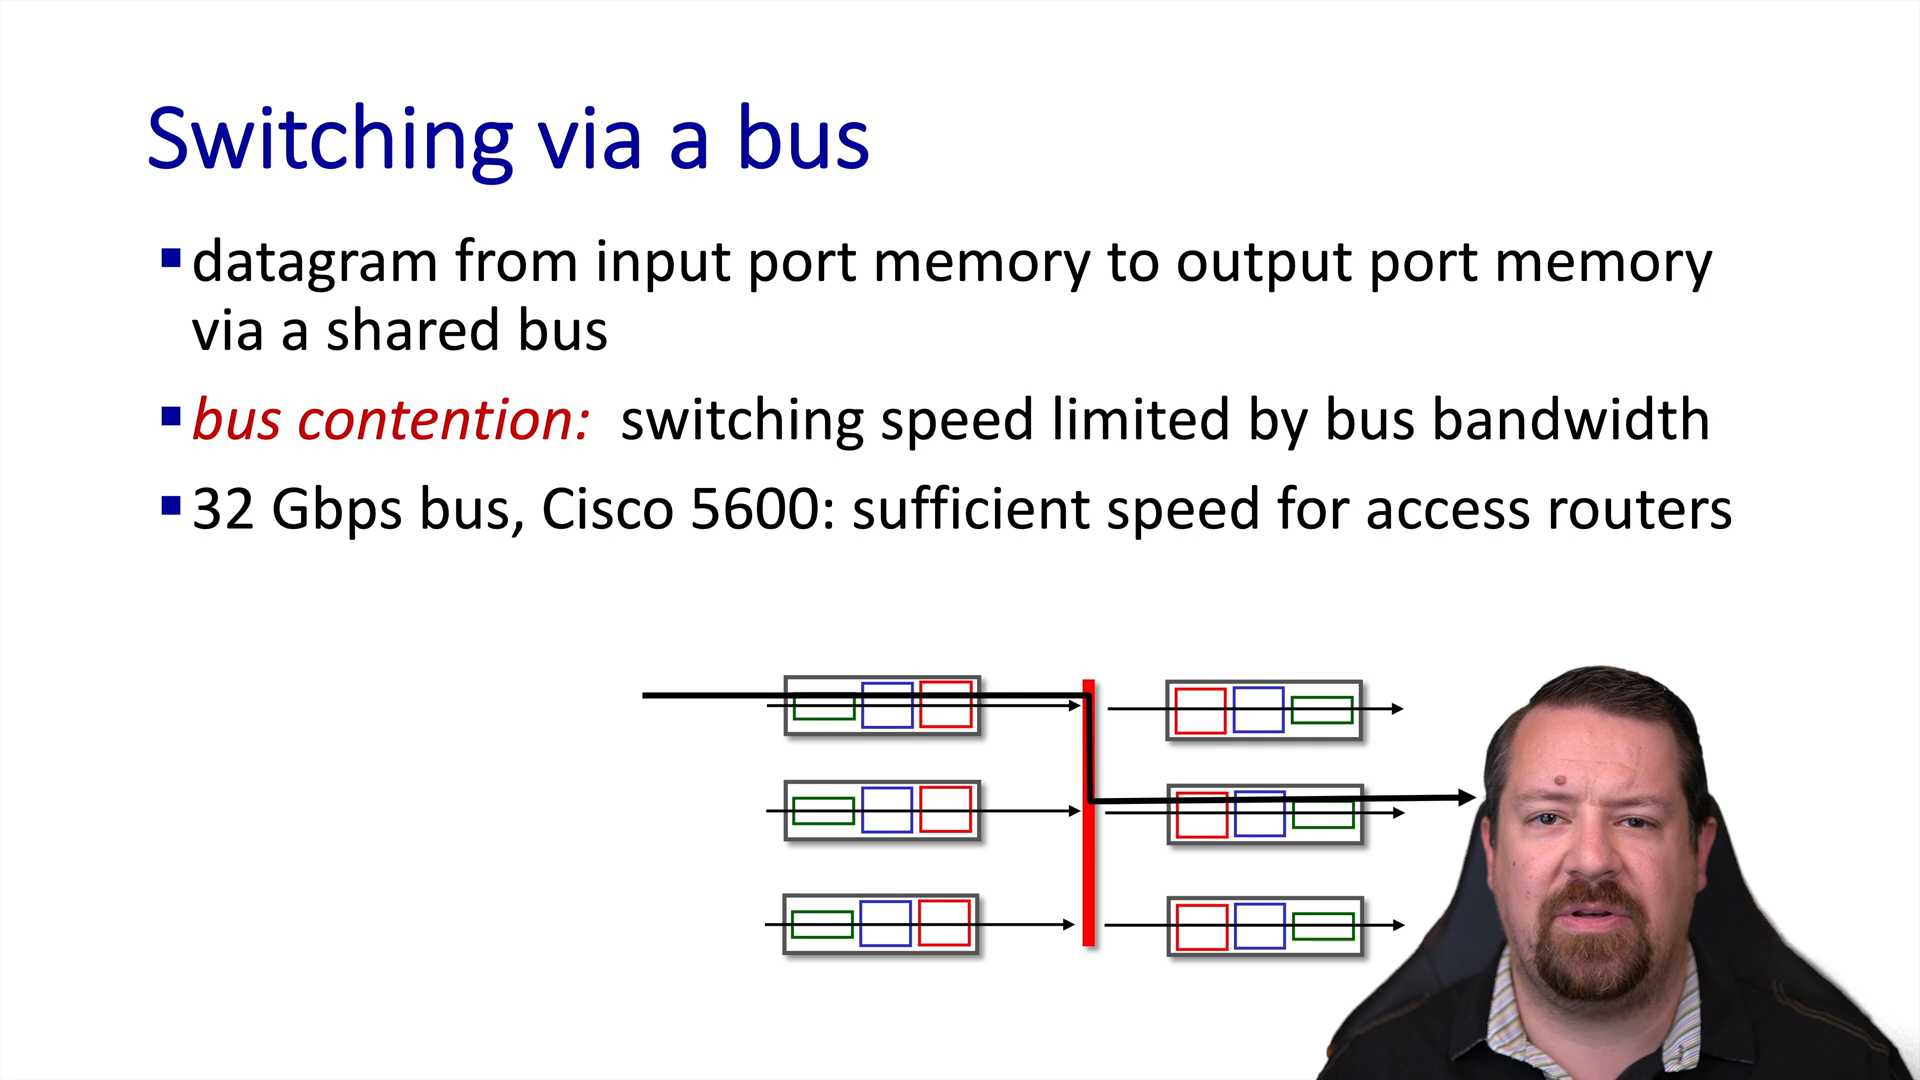 Switching via a bus
datagram from input port memory to output port memory
via a shared bus
bus contention: switching speed limited by bus bandwidth
32 Gbps bus, Cisco 5600: sufficient speed for access routers